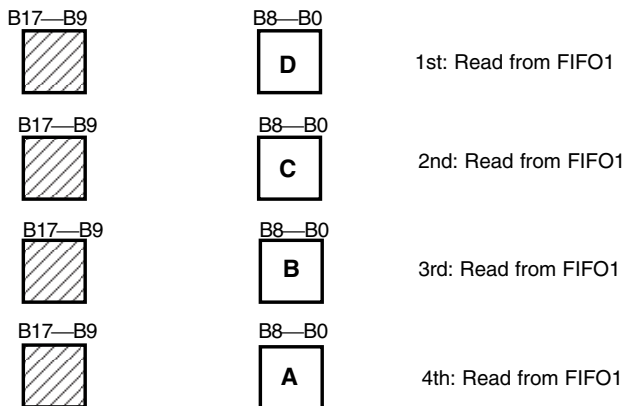 B17—B9 B8—B0
D 1st: Read from FIFO1
B17—B9 B8—B0
C 2nd: Read from FIFO1
B17—B9 B8—B0
B 3rd: Read from FIFO1
B17—B9 B8—B0
A 4th: Read from FIFO1